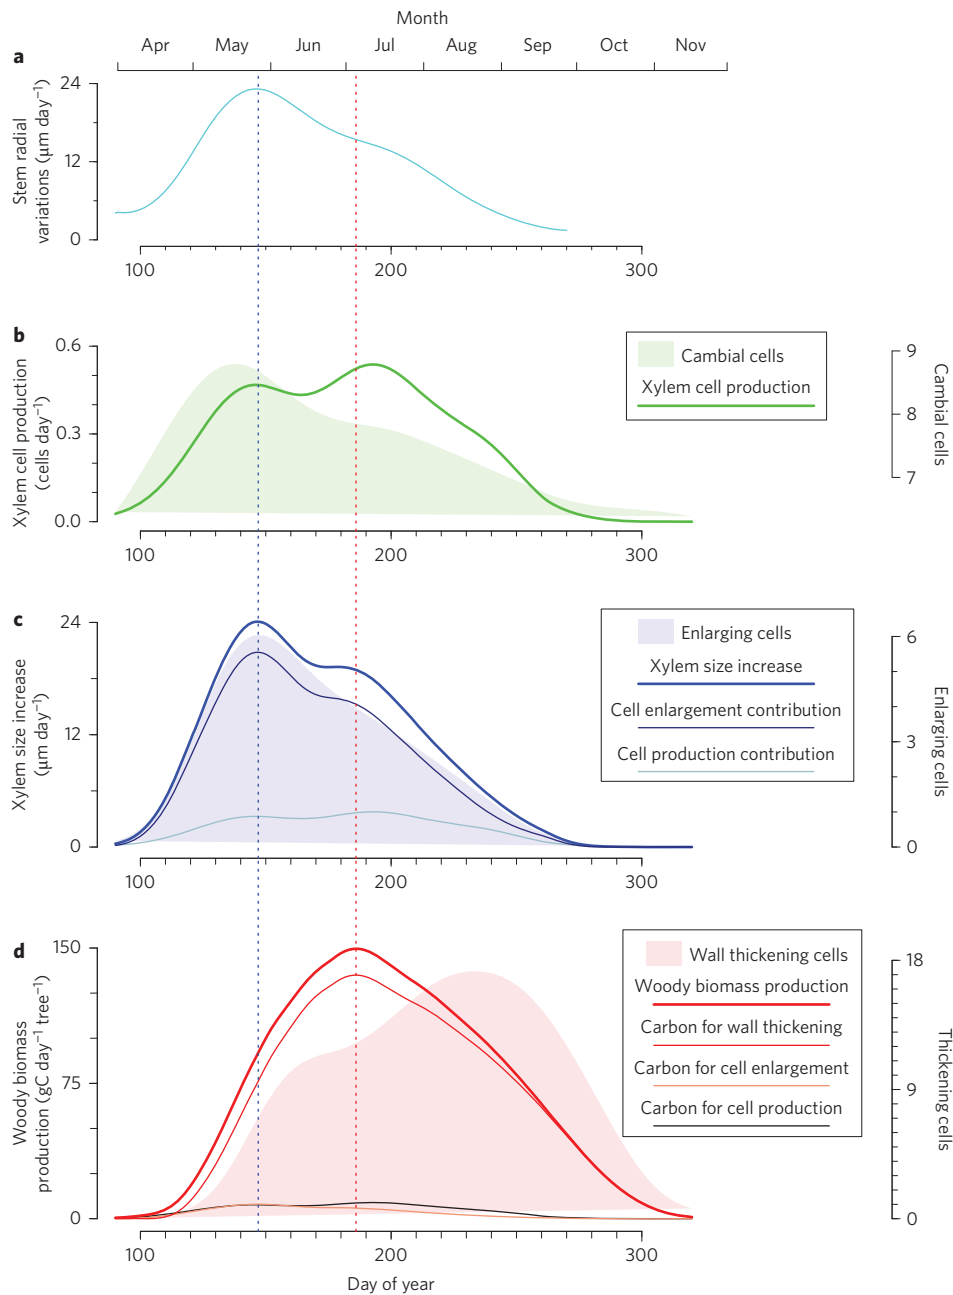 Month
Apr May Jun Jul Aug Sep Oct Nov
a
Stem radial
variations (µm day⁻¹)
24
12
0
100 200 300
b
Xylem cell production
(cells day⁻¹)
0.6
0.3
0.0
100 200 300
Cambial cells
Xylem cell production
9
8
7
Cambial cells
c
Xylem size increase
(µm day⁻¹)
24
12
0
100 200 300
Enlarging cells
Xylem size increase
Cell enlargement contribution
Cell production contribution
6
3
0
Enlarging cells
d
Woody biomass
production (gC day⁻¹ tree⁻¹)
150
75
0
100 200 300
Day of year
Wall thickening cells
Woody biomass production
Carbon for wall thickening
Carbon for cell enlargement
Carbon for cell production
18
9
0
Thickening cells